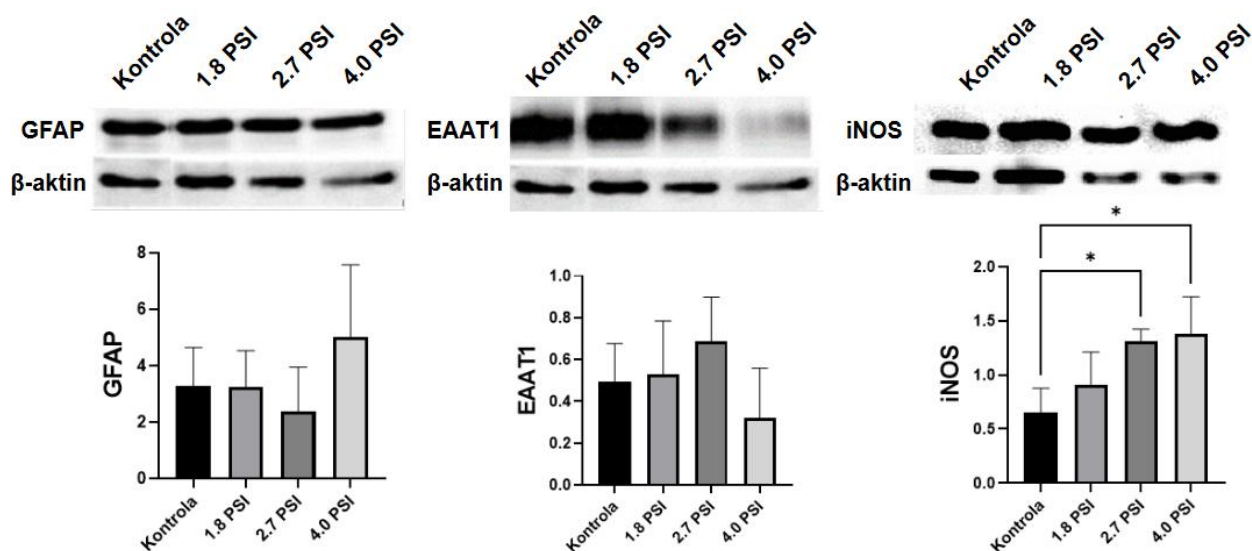 Kontrola 1.8 PSI 2.7 PSI 4.0 PSI
GFAP
β-aktin
8
6
4
2
0
GFAP
Kontrola 1.8 PSI 2.7 PSI 4.0 PSI
Kontrola 1.8 PSI 2.7 PSI 4.0 PSI
EAAT1
β-aktin
1.0
0.8
0.6
0.4
0.2
0.0
EAAT1
Kontrola 1.8 PSI 2.7 PSI 4.0 PSI
Kontrola 1.8 PSI 2.7 PSI 4.0 PSI
iNOS
β-aktin
*
*
2.0
1.5
1.0
0.5
0.0
iNOS
Kontrola 1.8 PSI 2.7 PSI 4.0 PSI